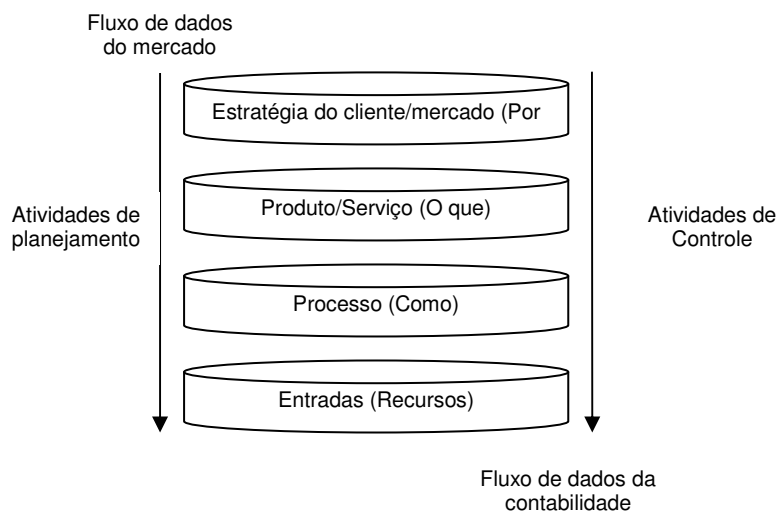 Fluxo de dados
do mercado
Estratégia do cliente/mercado (Por
Produto/Serviço (O que)
Atividades de
planejamento
Atividades de
Controle
Processo (Como)
Entradas (Recursos)
Fluxo de dados da
contabilidade